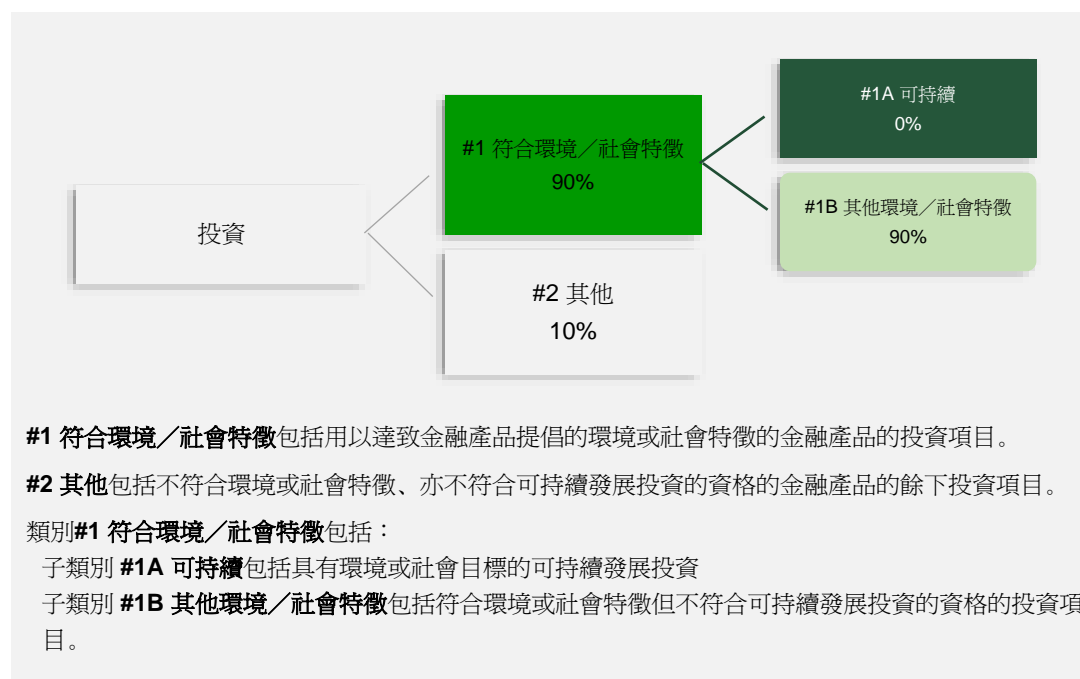 #1A 可持續
0%
#1 符合環境／社會特徵
90%
#1B 其他環境／社會特徵
90%
投資
#2 其他
10%
#1 符合環境／社會特徵包括用以達致金融產品提倡的環境或社會特徵的金融產品的投資項目。
#2 其他包括不符合環境或社會特徵、亦不符合可持續發展投資的資格的金融產品的餘下投資項目。
類別#1 符合環境／社會特徵包括：
子類別 #1A 可持續包括具有環境或社會目標的可持續發展投資
子類別 #1B 其他環境／社會特徵包括符合環境或社會特徵但不符合可持續發展投資的資格的投資項
目。